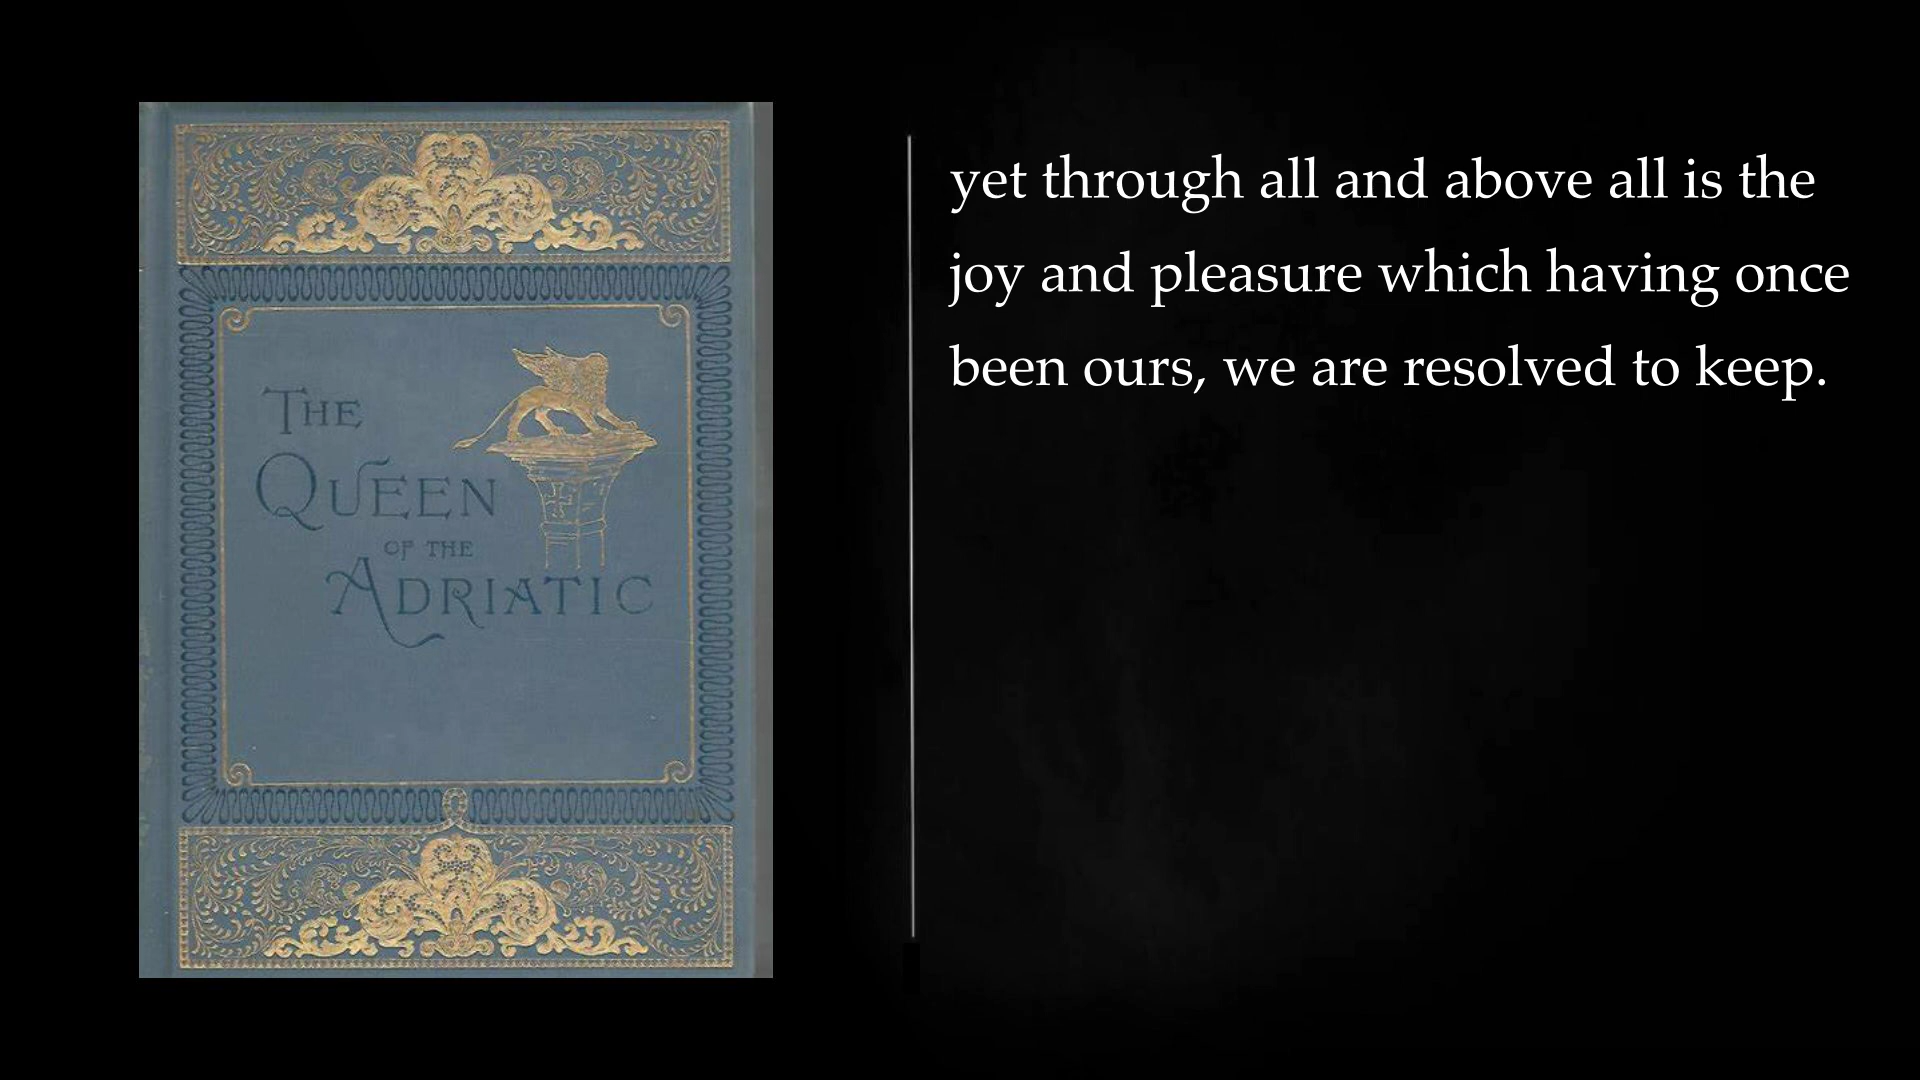 THE
QUEEN
OF THE
ADRIATIC
yet through all and above all is the
joy and pleasure which having once
been ours, we are resolved to keep.